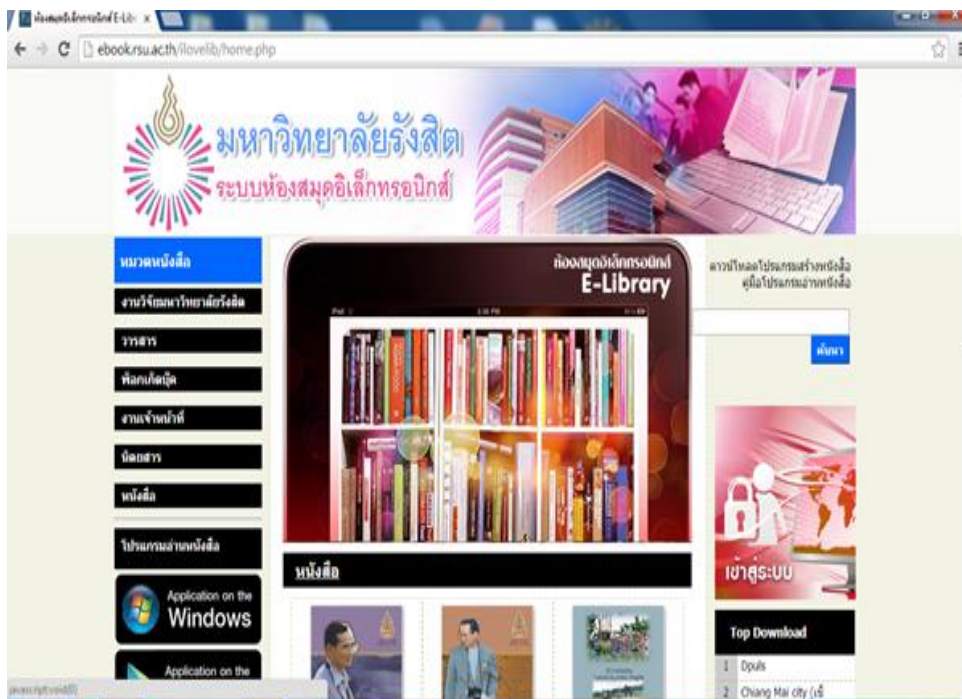 ห้องสมุดอิเล็กทรอนิกส์ E-Lib
ebook.rsu.ac.th/ilovelib/home.php
มหาวิทยาลัยรังสิต
ระบบห้องสมุดอิเล็กทรอนิกส์
หมวดหนังสือ
งานวิจัยมหาวิทยาลัยรังสิต
วารสาร
พ็อกเก็ตบุ๊ค
งานเจ้าหน้าที่
นิตยสาร
หนังสือ
โปรแกรมอ่านหนังสือ
Application on the
Windows
Application on the
ห้องสมุดอิเล็กทรอนิกส์
E-Library
iPad
หนังสือ
ดาวน์โหลดโปรแกรมสร้างหนังสือ
คู่มือโปรแกรมอ่านหนังสือ
ค้นหา
เข้าสู่ระบบ
Top Download
1 Dpuls
2 Chiang Mai city (เชี
javascript:void(0)